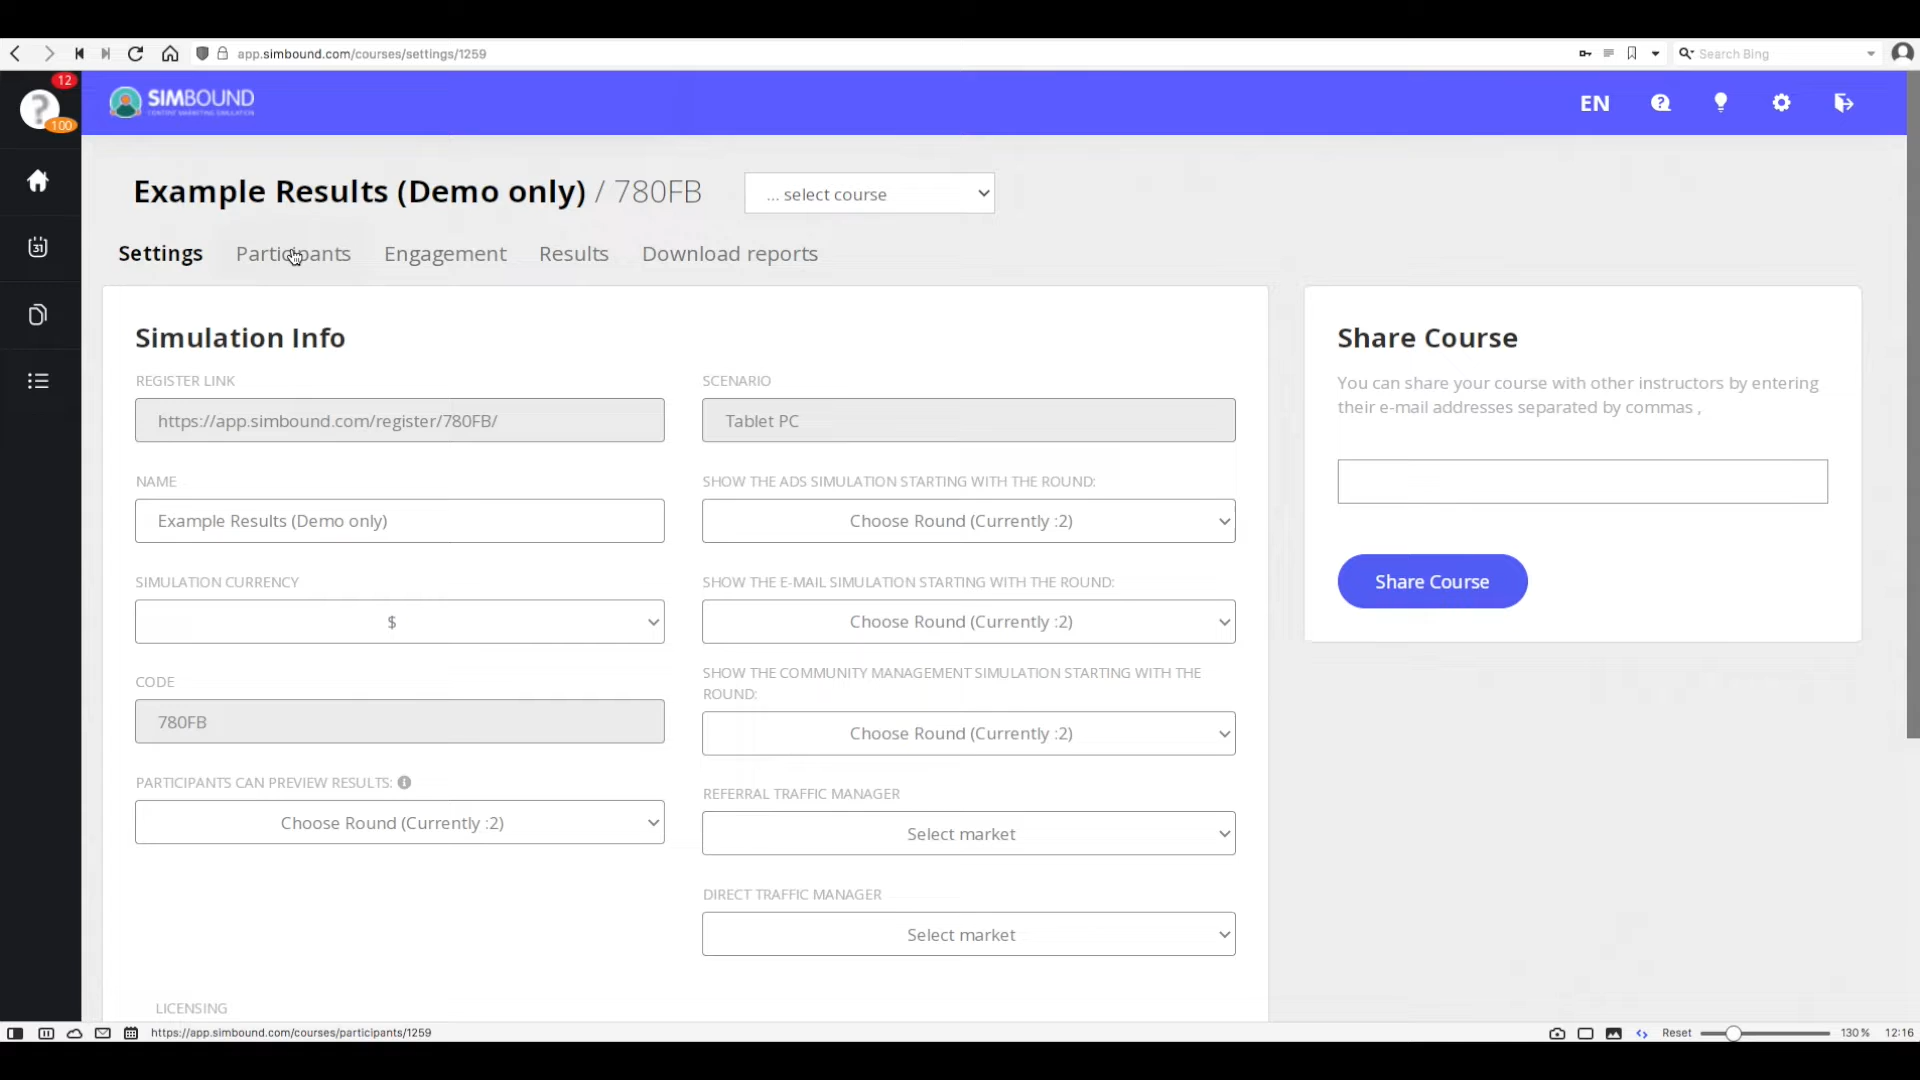 app.simbound.com/courses/settings/1259
Search Bing
12
100
SIMBOUND
CONTENT MARKETING SIMULATION
EN
Example Results (Demo only) / 780FB
... select course
Settings Participants Engagement Results Download reports
Simulation Info
REGISTER LINK
https://app.simbound.com/register/780FB/
NAME
Example Results (Demo only)
SIMULATION CURRENCY
$
CODE
780FB
PARTICIPANTS CAN PREVIEW RESULTS:
Choose Round (Currently :2)
SCENARIO
Tablet PC
SHOW THE ADS SIMULATION STARTING WITH THE ROUND:
Choose Round (Currently :2)
SHOW THE E-MAIL SIMULATION STARTING WITH THE ROUND:
Choose Round (Currently :2)
SHOW THE COMMUNITY MANAGEMENT SIMULATION STARTING WITH THE
ROUND:
Choose Round (Currently :2)
REFERRAL TRAFFIC MANAGER
Select market
DIRECT TRAFFIC MANAGER
Select market
LICENSING
Share Course
You can share your course with other instructors by entering
their e-mail addresses separated by commas ,
Share Course
31
https://app.simbound.com/courses/participants/1259
Reset
130 %
12:16